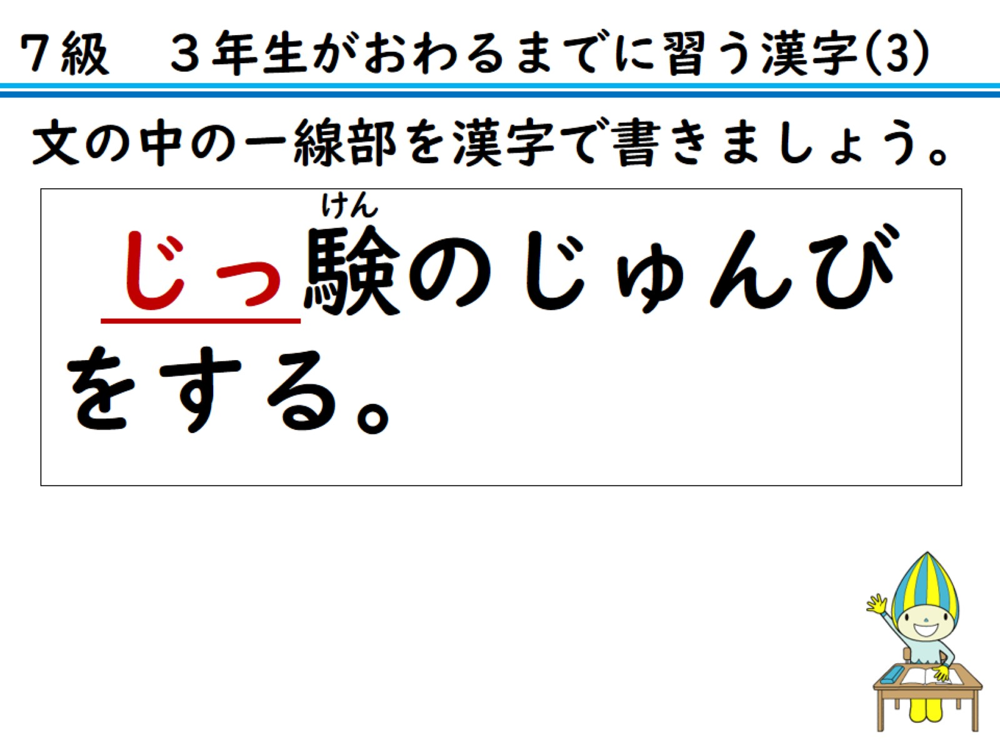 ７級　３年生がおわるまでに習う漢字(3)
文の中の一線部を漢字で書きましょう。
けん
じっ験のじゅんび
をする。